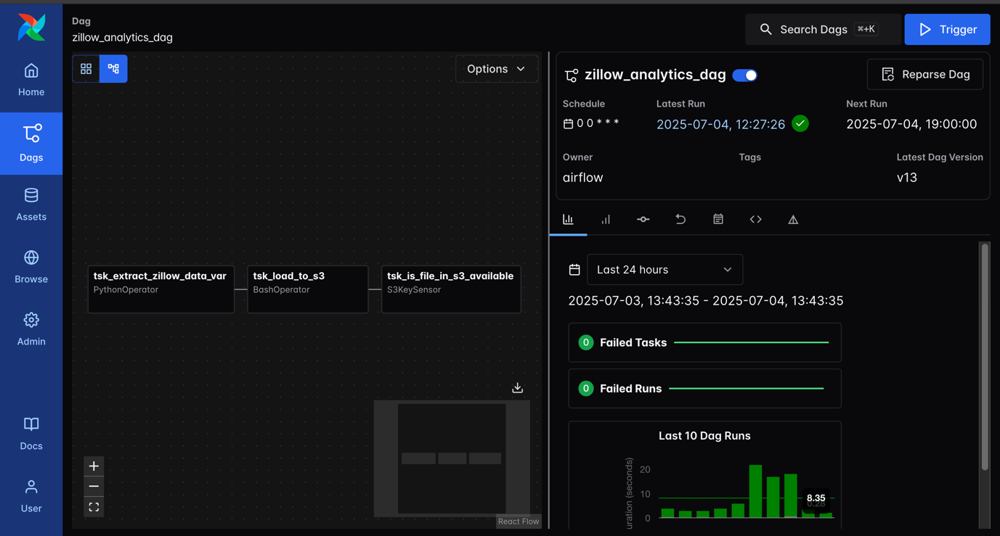 Dag
zillow_analytics_dag
Search Dags ⌘+K
Trigger
Home
Dags
Assets
Browse
Admin
Docs
User
Options
tsk_extract_zillow_data_var
PythonOperator
tsk_load_to_s3
BashOperator
tsk_is_file_in_s3_available
S3KeySensor
React Flow
zillow_analytics_dag
Reparse Dag
Schedule
0 0 * * *
Latest Run
2025-07-04, 12:27:26
Next Run
2025-07-04, 19:00:00
Owner
airflow
Tags
Latest Dag Version
v13
Last 24 hours
2025-07-03, 13:43:35 - 2025-07-04, 13:43:35
0 Failed Tasks
0 Failed Runs
Last 10 Dag Runs
(seconds)
20
10
0
8.35
0.28